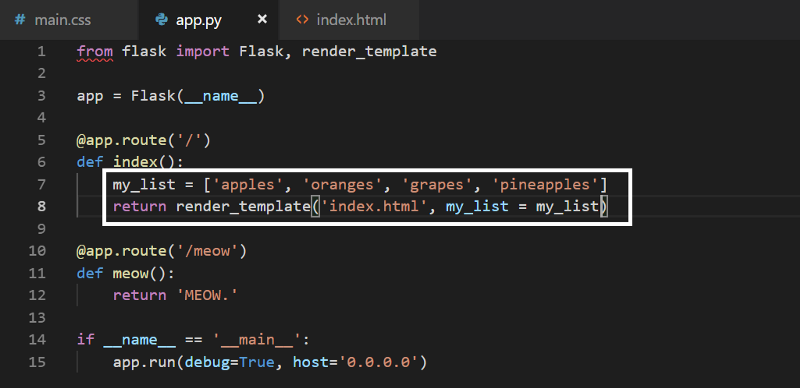 # main.css app.py × <> index.html
1 from flask import Flask, render_template
2
3 app = Flask(__name__)
4
5 @app.route('/')
6 def index():
7 my_list = ['apples', 'oranges', 'grapes', 'pineapples']
8 return render_template('index.html', my_list = my_list)
9
10 @app.route('/meow')
11 def meow():
12 return 'MEOW.'
13
14 if __name__ == '__main__':
15 app.run(debug=True, host='0.0.0.0')